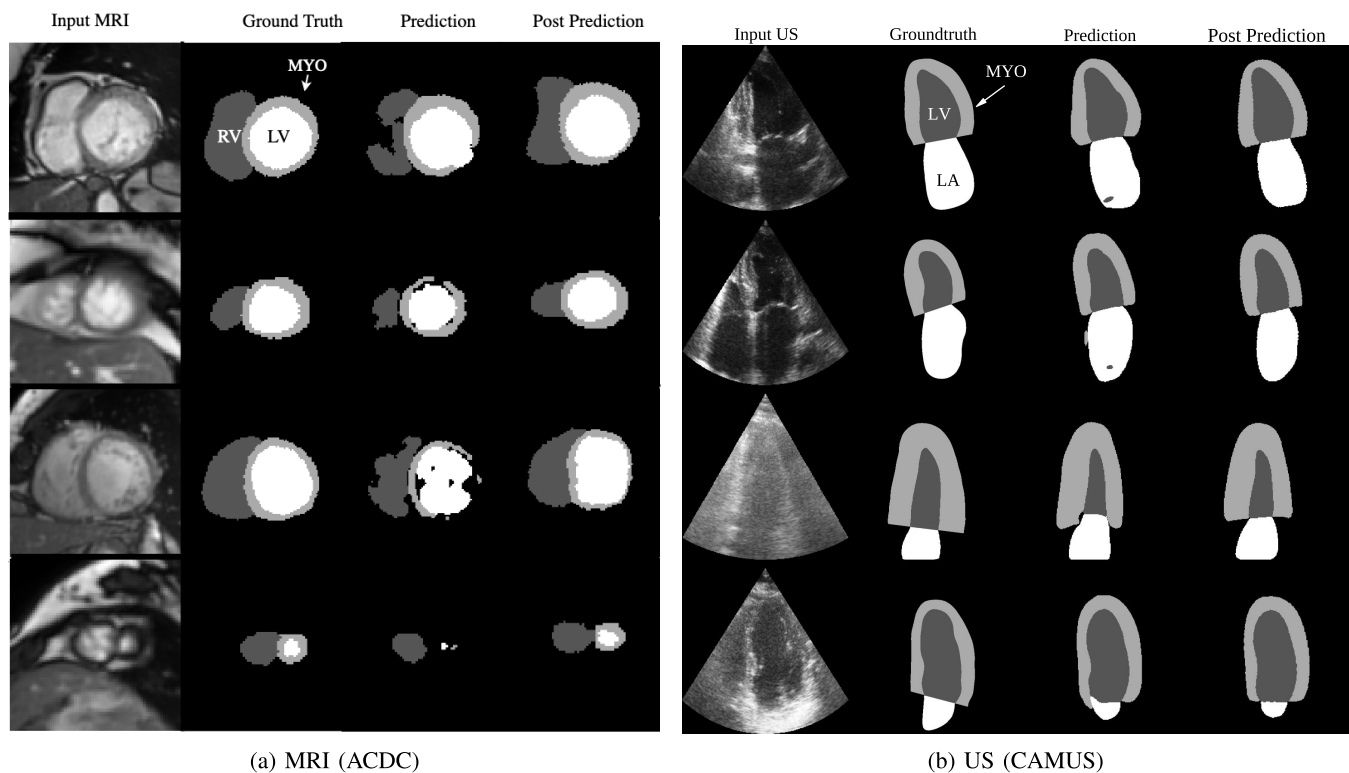 Input MRI Ground Truth Prediction Post Prediction
MYO
RV LV
(a) MRI (ACDC)
Input US Groundtruth Prediction Post Prediction
MYO
LV
LA
(b) US (CAMUS)